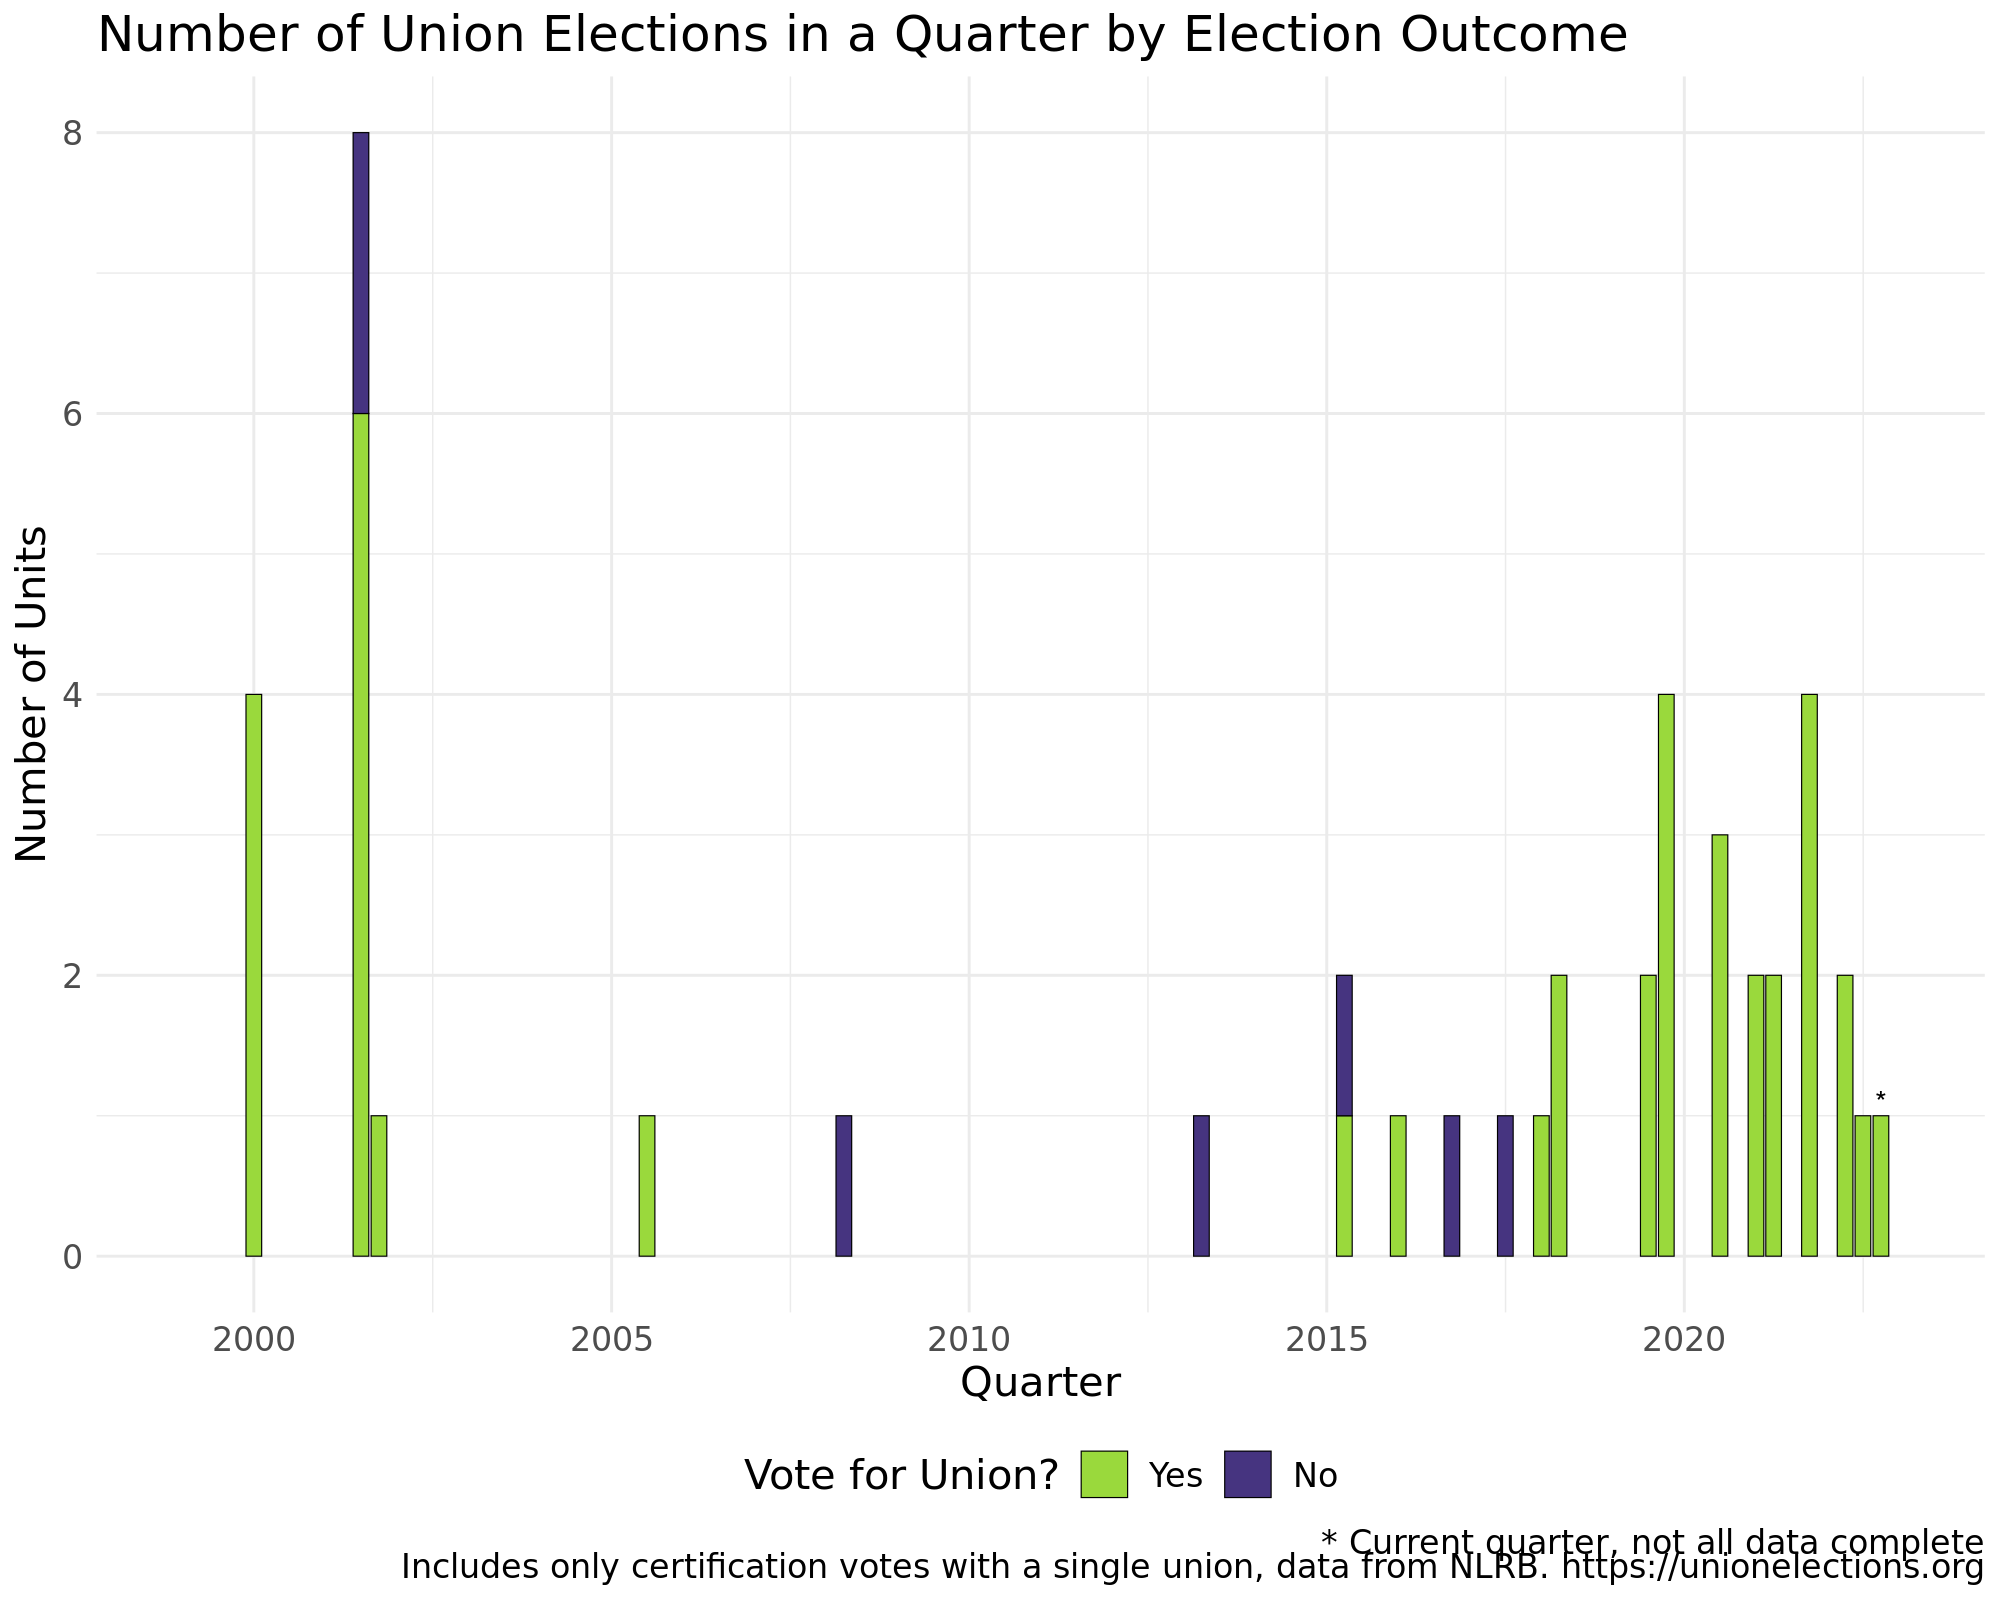 Number of Union Elections in a Quarter by Election Outcome
Number of Units
8
6
4
2
0
*
2000 2005 2010 2015 2020
Quarter
Vote for Union? Yes No
* Current quarter, not all data complete
Includes only certification votes with a single union, data from NLRB. https://unionelections.org